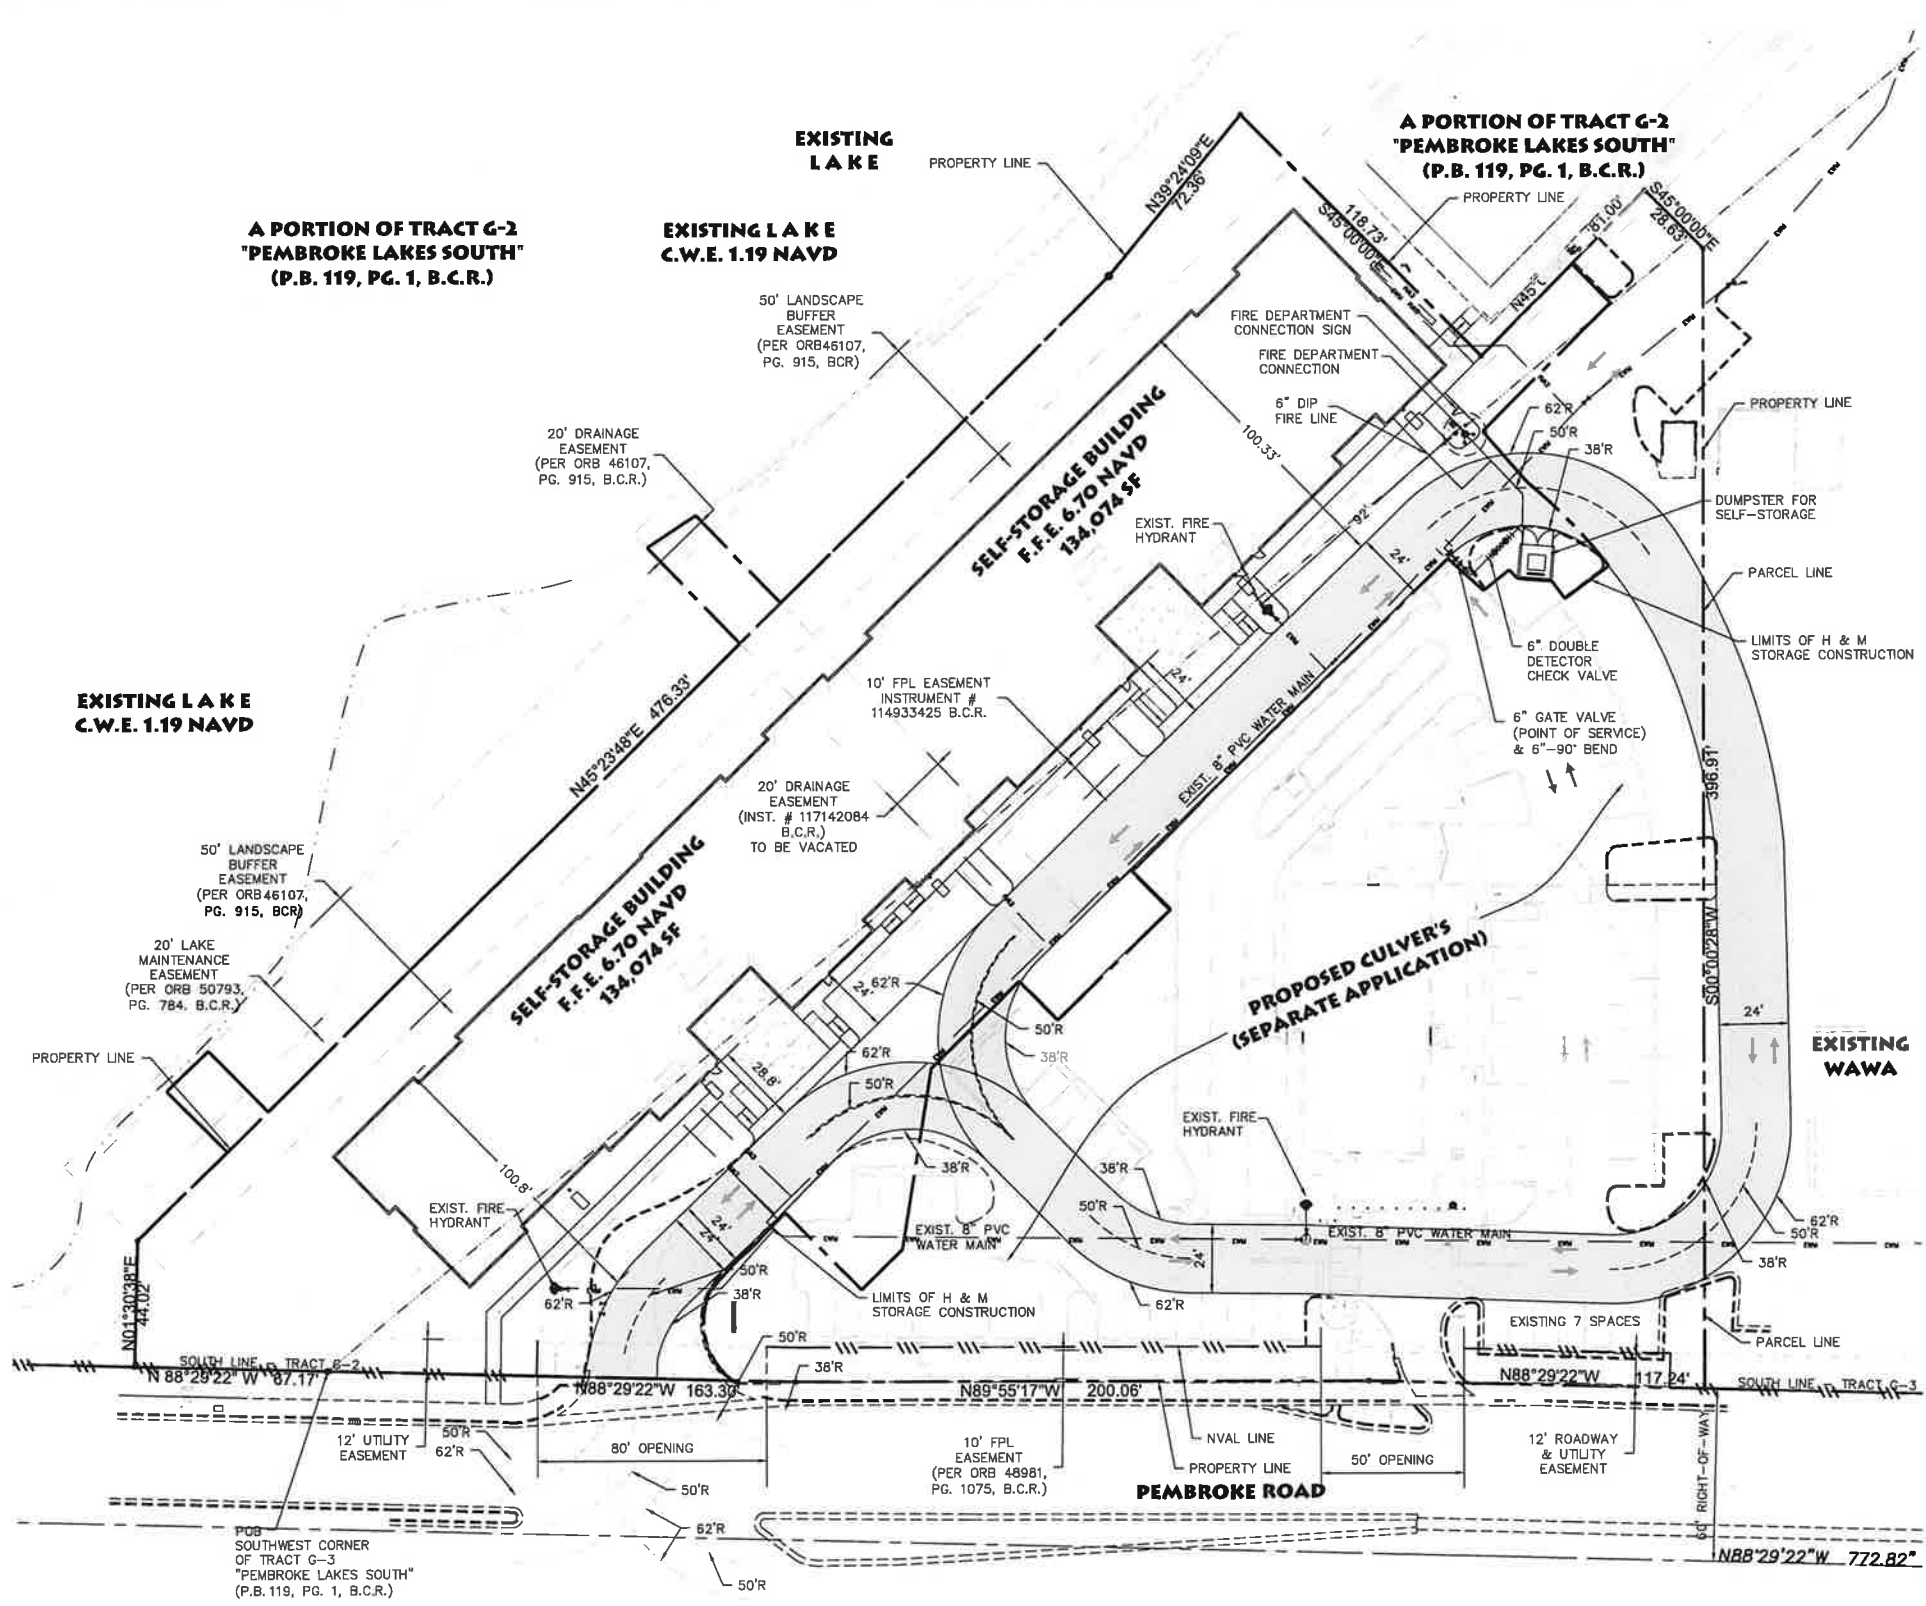 EXISTING
LAKE
PROPERTY LINE
N39°24'09"E
72.36'
A PORTION OF TRACT G-2
"PEMBROKE LAKES SOUTH"
(P.B. 119, PG. 1, B.C.R.)
PROPERTY LINE
118.73'
S45°00'00"E
81.00'
S45°00'00"E
28.63'
A PORTION OF TRACT G-2
"PEMBROKE LAKES SOUTH"
(P.B. 119, PG. 1, B.C.R.)
EXISTING LAKE
C.W.E. 1.19 NAVD
50' LANDSCAPE
BUFFER
EASEMENT
(PER ORB46107,
PG. 915, BCR)
FIRE DEPARTMENT
CONNECTION SIGN
FIRE DEPARTMENT
CONNECTION
6" DIP
FIRE LINE
62'R
50'R
38'R
PROPERTY LINE
20' DRAINAGE
EASEMENT
(PER ORB 46107,
PG. 915, B.C.R.)
SELF-STORAGE BUILDING
F.F.E. 6.70 NAVD
134,074 SF
100.33'
92'
24'
EXIST. FIRE
HYDRANT
DUMPSTER FOR
SELF-STORAGE
PARCEL LINE
LIMITS OF H & M
STORAGE CONSTRUCTION
6" DOUBLE
DETECTOR
CHECK VALVE
6" GATE VALVE
(POINT OF SERVICE)
& 6"-90° BEND
EXISTING LAKE
C.W.E. 1.19 NAVD
N45°23'48"E 476.33'
10' FPL EASEMENT
INSTRUMENT #
114933425 B.C.R.
24'
EXIST. 8" PVC WATER MAIN
396.91'
S00°00'28"W
20' DRAINAGE
EASEMENT
(INST. # 117142084
B.C.R.)
TO BE VACATED
50' LANDSCAPE
BUFFER
EASEMENT
(PER ORB46107,
PG. 915, BCR)
20' LAKE
MAINTENANCE
EASEMENT
(PER ORB 50793,
PG. 784, B.C.R.)
SELF-STORAGE BUILDING
F.F.E. 6.70 NAVD
134,074 SF
PROPOSED CULVER'S
(SEPARATE APPLICATION)
24'
62'R
50'R
38'R
24'
EXISTING
WAWA
PROPERTY LINE
62'R
50'R
28.8'
EXIST. FIRE
HYDRANT
100.8'
38'R
38'R
50'R
EXIST. FIRE
HYDRANT
24'
24'
EXIST. 8" PVC
WATER MAIN
EXIST. 8" PVC WATER MAIN
24'
62'R
50'R
38'R
N01°30'38"E
44.02'
62'R
50'R
38'R
LIMITS OF H & M
STORAGE CONSTRUCTION
62'R
EXISTING 7 SPACES
PARCEL LINE
50'R
38'R
SOUTH LINE TRACT G-2
N 88°29'22" W 87.17'
N88°29'22"W 163.30'
N89°55'17"W 200.06'
N88°29'22"W 117.24'
SOUTH LINE TRACT G-3
12' UTILITY
EASEMENT
50'R
62'R
80' OPENING
10' FPL
EASEMENT
(PER ORB 48981,
PG. 1075, B.C.R.)
NVAL LINE
PROPERTY LINE
50' OPENING
12' ROADWAY
& UTILITY
EASEMENT
60' RIGHT-OF-WAY
50'R
PEMBROKE ROAD
62'R
50'R
POB
SOUTHWEST CORNER
OF TRACT G-3
"PEMBROKE LAKES SOUTH"
(P.B. 119, PG. 1, B.C.R.)
N88°29'22"W 772.82"